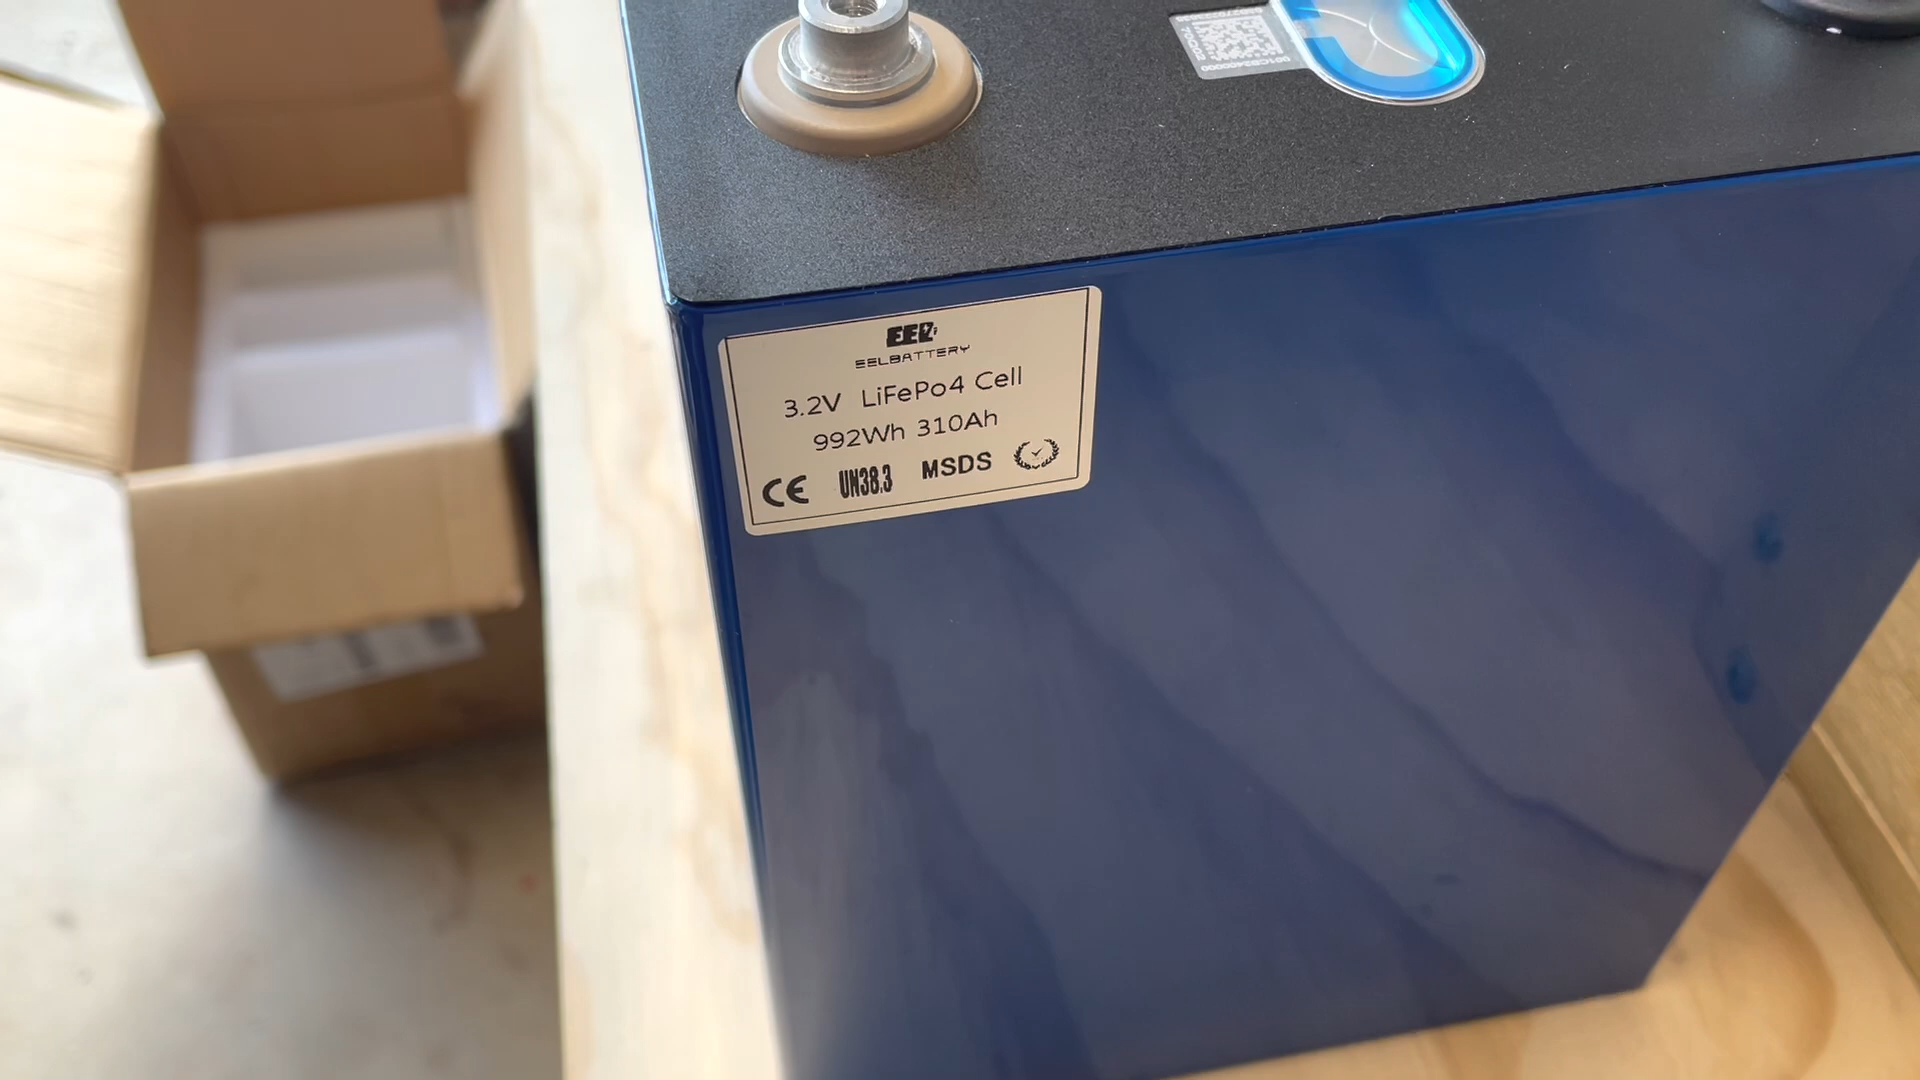 EEL
EELBATTERY
3.2V LiFePo4 Cell
992Wh 310Ah
CE UN38.3 MSDS